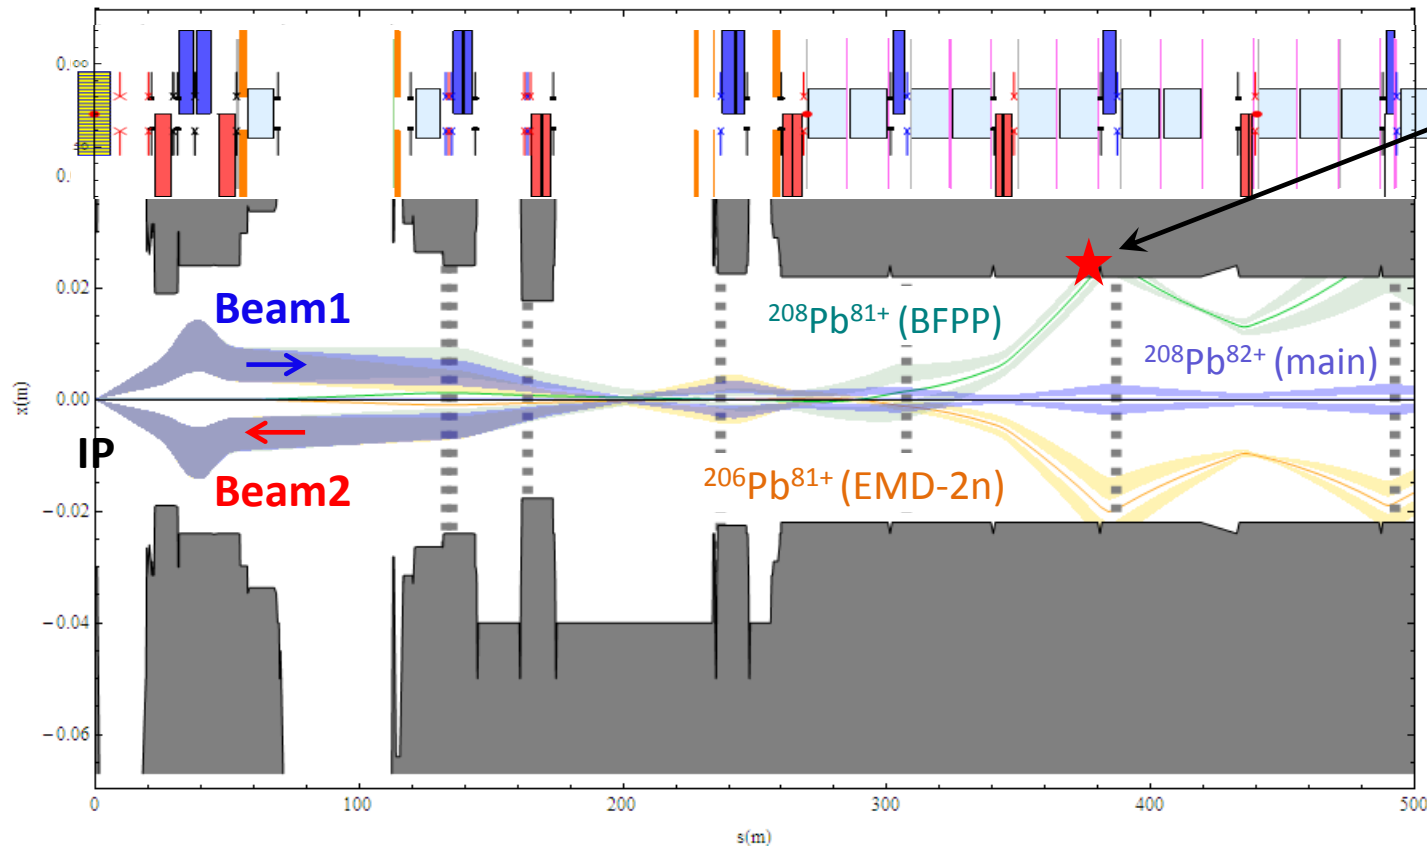 0.02
0.00
−0.02
−0.04
−0.06
x(m)
Beam1
Beam2
IP
²⁰⁸Pb⁸¹⁺ (BFPP)
²⁰⁸Pb⁸²⁺ (main)
²⁰⁶Pb⁸¹⁺ (EMD-2n)
0 100 200 300 400 500
s(m)